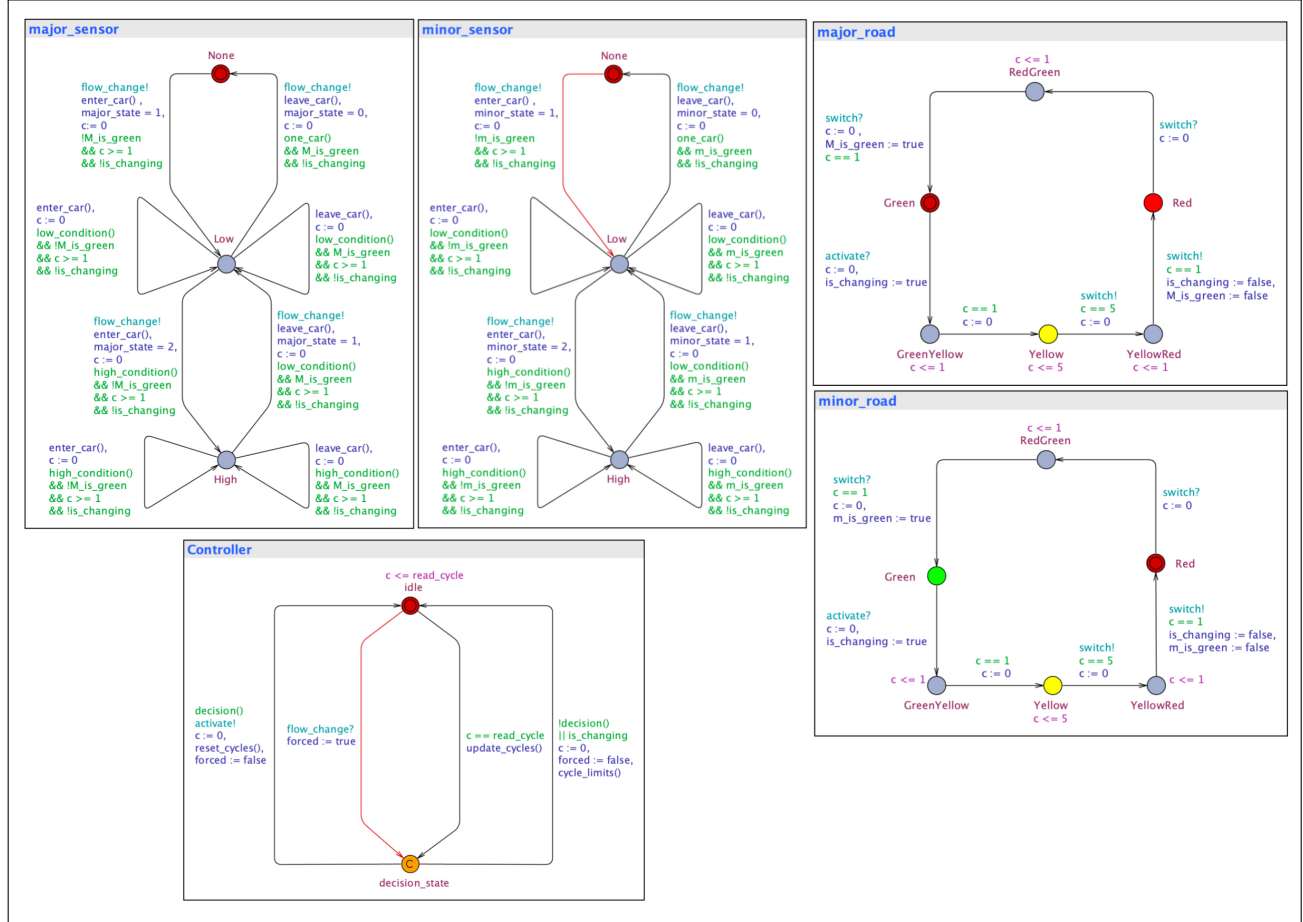 major_sensor
None
flow_change!
enter_car() ,
major_state = 1,
c:= 0
!M_is_green
&& c >= 1
&& !is_changing
flow_change!
leave_car(),
major_state = 0,
c := 0
one_car()
&& M_is_green
&& !is_changing
enter_car(),
c := 0
low_condition()
&& !M_is_green
&& c >= 1
&& !is_changing
Low
leave_car(),
c := 0
low_condition()
&& M_is_green
&& c >= 1
&& !is_changing
flow_change!
enter_car(),
major_state = 2,
c := 0
high_condition()
&& !M_is_green
&& c >= 1
&& !is_changing
flow_change!
leave_car(),
major_state = 1,
c := 0
low_condition()
&& M_is_green
&& c >= 1
&& !is_changing
enter_car(),
c := 0
high_condition()
&& !M_is_green
&& c >= 1
&& !is_changing
High
leave_car(),
c := 0
high_condition()
&& M_is_green
&& c >= 1
&& !is_changing
minor_sensor
None
flow_change!
enter_car() ,
minor_state = 1,
c:= 0
!m_is_green
&& c >= 1
&& !is_changing
flow_change!
leave_car(),
minor_state = 0,
c := 0
one_car()
&& m_is_green
&& !is_changing
enter_car(),
c := 0
low_condition()
&& !m_is_green
&& c >= 1
&& !is_changing
Low
leave_car(),
c := 0
low_condition()
&& m_is_green
&& c >= 1
&& !is_changing
flow_change!
enter_car(),
minor_state = 2,
c := 0
high_condition()
&& !m_is_green
&& c >= 1
&& !is_changing
flow_change!
leave_car(),
minor_state = 1,
c := 0
low_condition()
&& m_is_green
&& c >= 1
&& !is_changing
enter_car(),
c := 0
high_condition()
&& !m_is_green
&& c >= 1
&& !is_changing
High
leave_car(),
c := 0
high_condition()
&& m_is_green
&& c >= 1
&& !is_changing
major_road
c <= 1
RedGreen
switch?
c := 0 ,
M_is_green := true
c == 1
switch?
c := 0
Green
Red
activate?
c := 0,
is_changing := true
switch!
c == 1
is_changing := false,
M_is_green := false
c == 1
c := 0
switch!
c == 5
c := 0
GreenYellow
c <= 1
Yellow
c <= 5
YellowRed
c <= 1
minor_road
c <= 1
RedGreen
switch?
c == 1
c := 0,
m_is_green := true
switch?
c := 0
Green
Red
activate?
c := 0,
is_changing := true
switch!
c == 1
is_changing := false,
m_is_green := false
c == 1
c := 0
switch!
c == 5
c := 0
c <= 1
GreenYellow
Yellow
c <= 5
c <= 1
YellowRed
Controller
c <= read_cycle
idle
decision()
activate!
c := 0,
reset_cycles(),
forced := false
flow_change?
forced := true
c == read_cycle
update_cycles()
!decision()
|| is_changing
c := 0,
forced := false,
cycle_limits()
C
decision_state